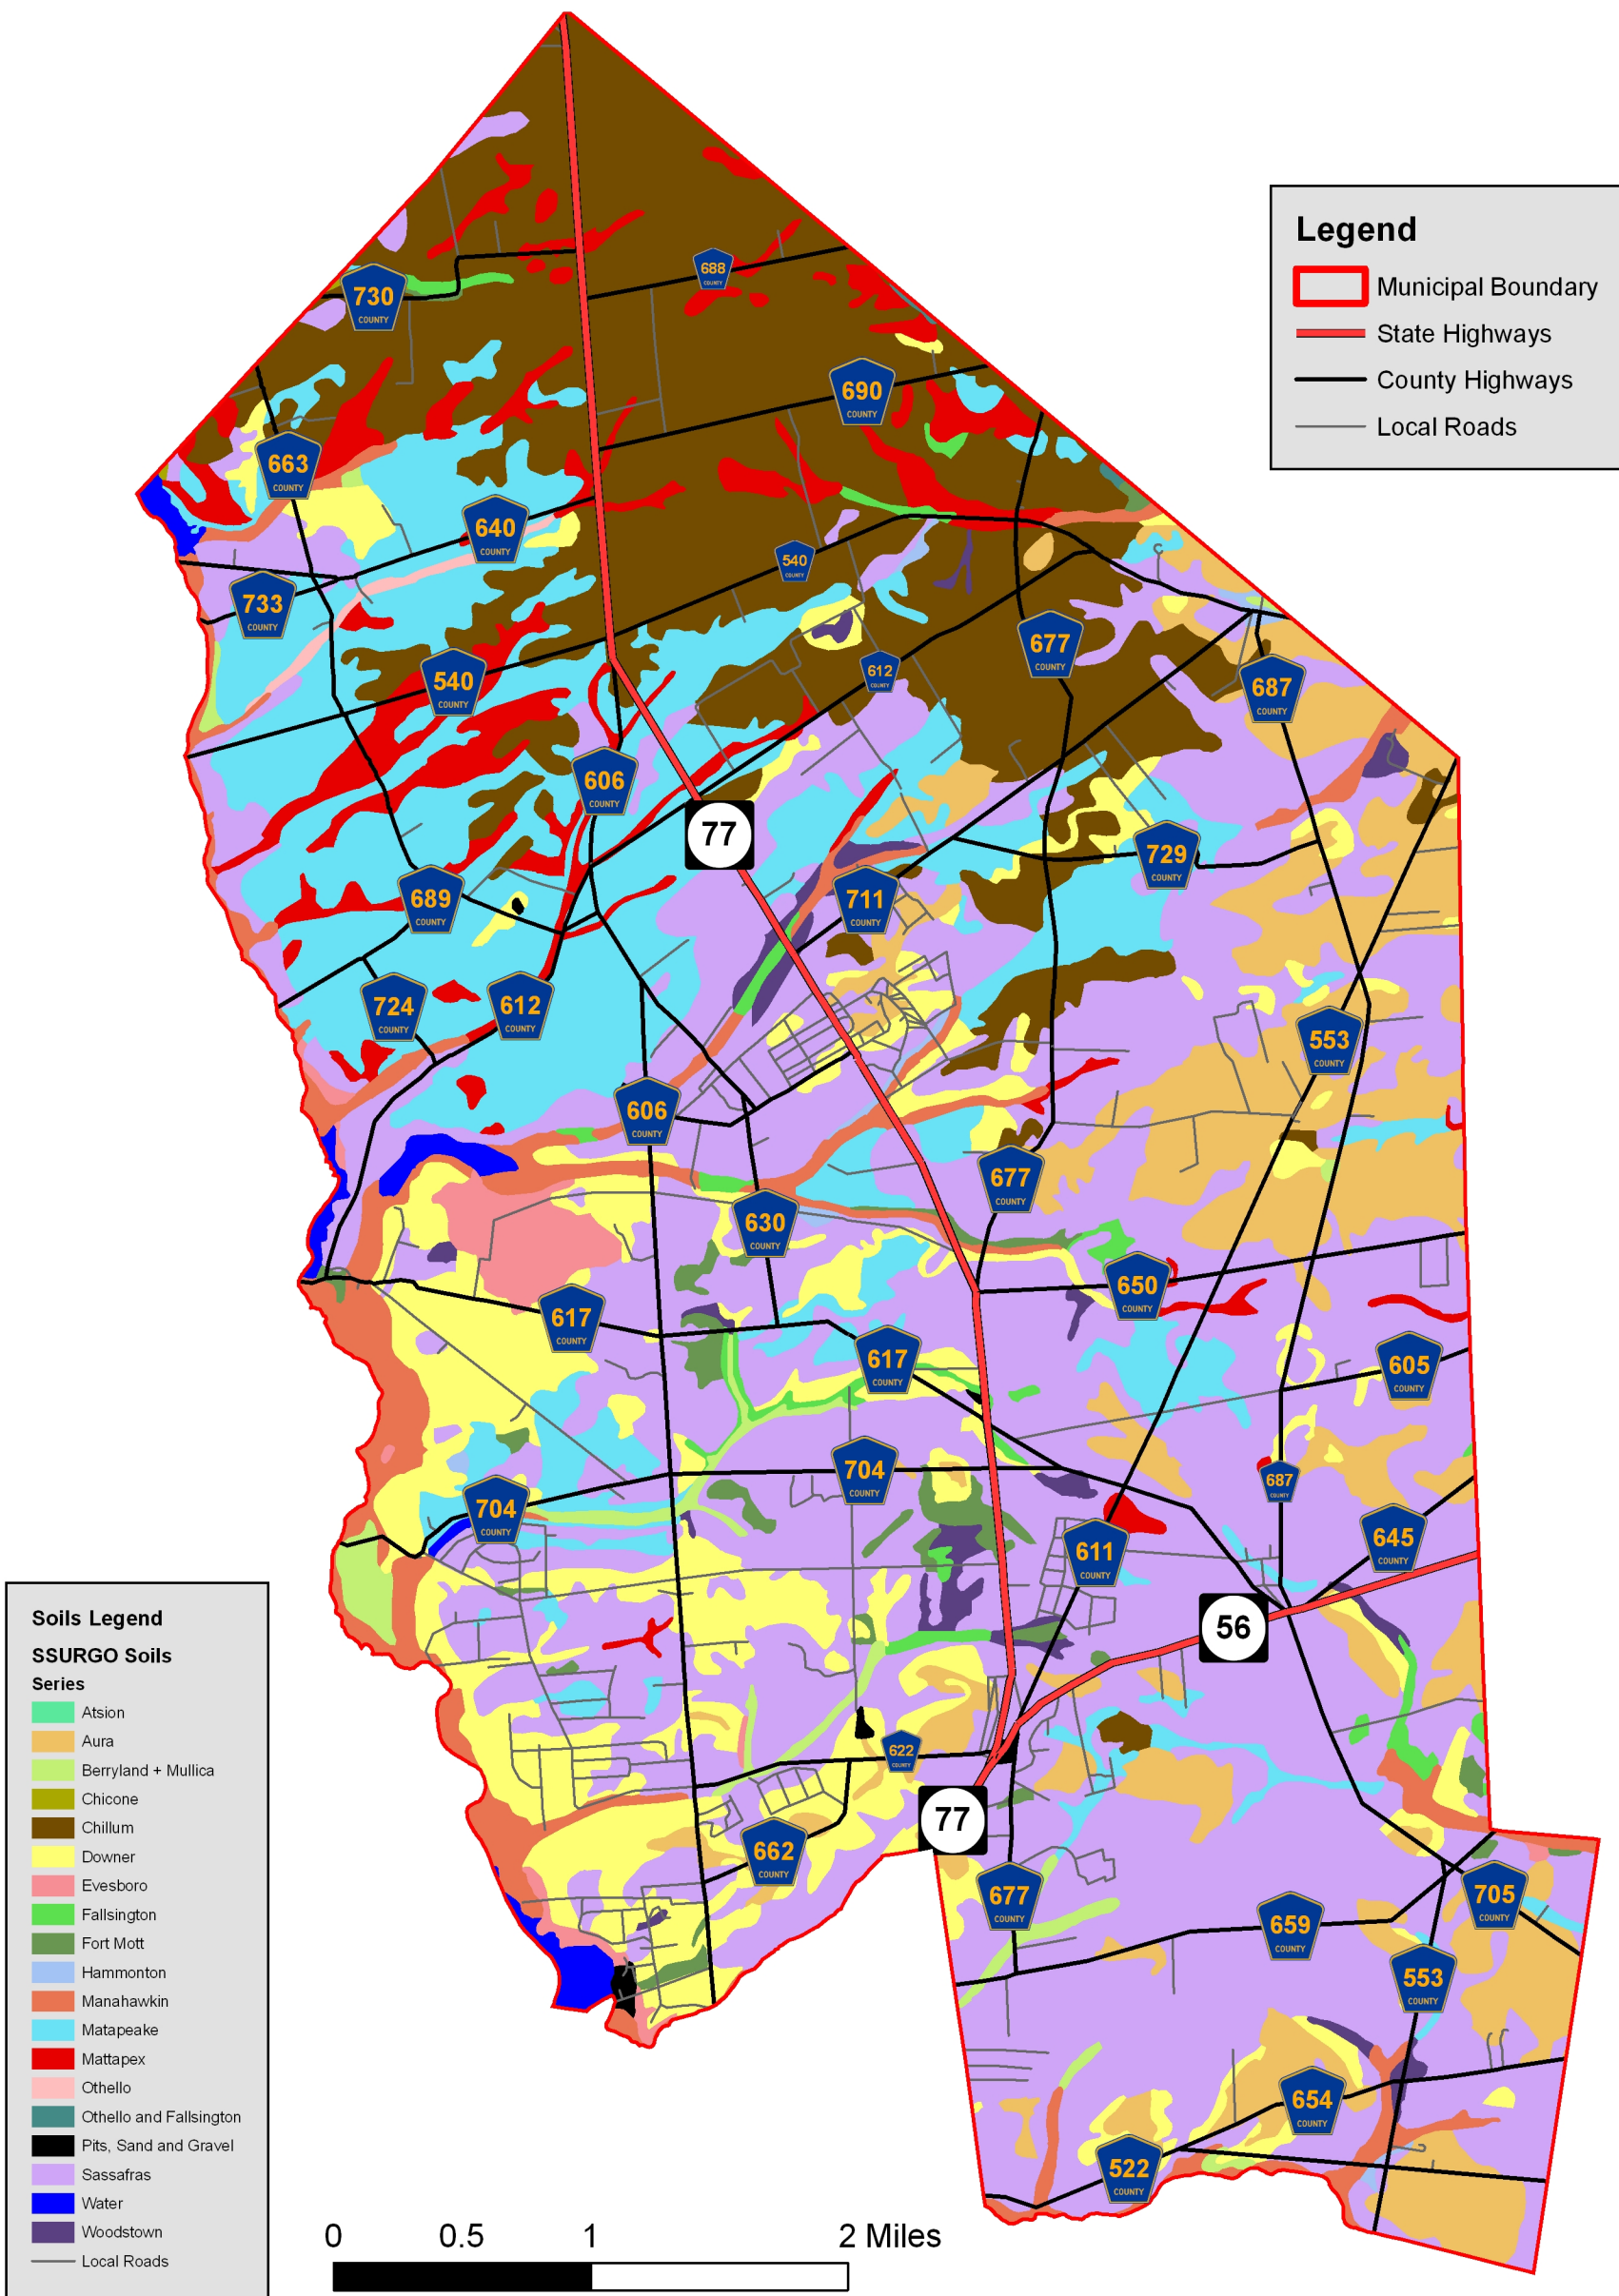 688
COUNTY
Legend
Municipal Boundary
State Highways
County Highways
Local Roads
730
COUNTY
690
COUNTY
663
COUNTY
640
COUNTY
540
COUNTY
733
COUNTY
677
COUNTY
612
COUNTY
540
COUNTY
687
COUNTY
606
COUNTY
77
729
COUNTY
689
COUNTY
711
COUNTY
724
COUNTY
612
COUNTY
553
COUNTY
606
COUNTY
677
COUNTY
630
COUNTY
650
COUNTY
617
COUNTY
617
COUNTY
605
COUNTY
704
COUNTY
687
COUNTY
704
COUNTY
645
COUNTY
611
COUNTY
56
622
COUNTY
77
662
COUNTY
677
COUNTY
705
COUNTY
659
COUNTY
553
COUNTY
654
COUNTY
522
COUNTY
Soils Legend
SSURGO Soils
Series
Atsion
Aura
Berryland + Mullica
Chicone
Chillum
Downer
Evesboro
Fallsington
Fort Mott
Hammonton
Manahawkin
Matapeake
Mattapex
Othello
Othello and Fallsington
Pits, Sand and Gravel
Sassafras
Water
Woodstown
Local Roads
0 0.5 1 2 Miles